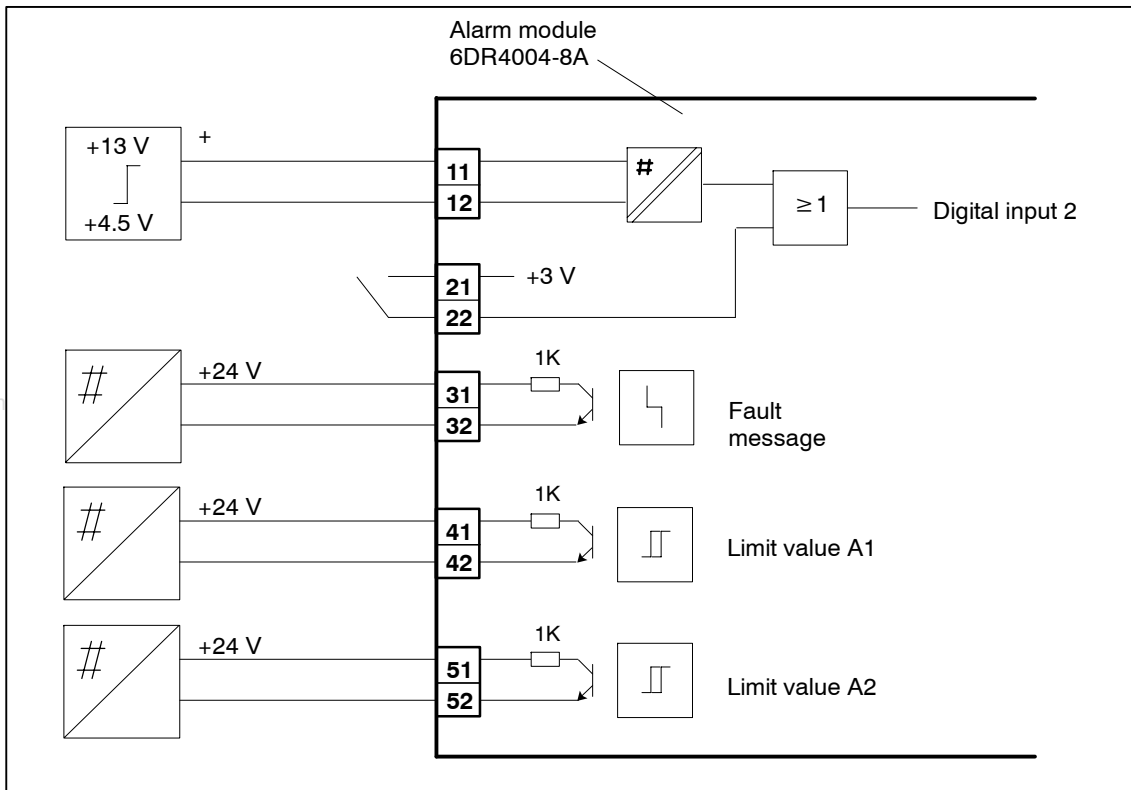 Alarm module
6DR4004-8A
+13 V
+4.5 V
+
11
12
#
≥ 1
Digital input 2
21
22
+3 V
#
+24 V
31
32
1K
Fault
message
#
+24 V
41
42
1K
Limit value A1
#
+24 V
51
52
1K
Limit value A2